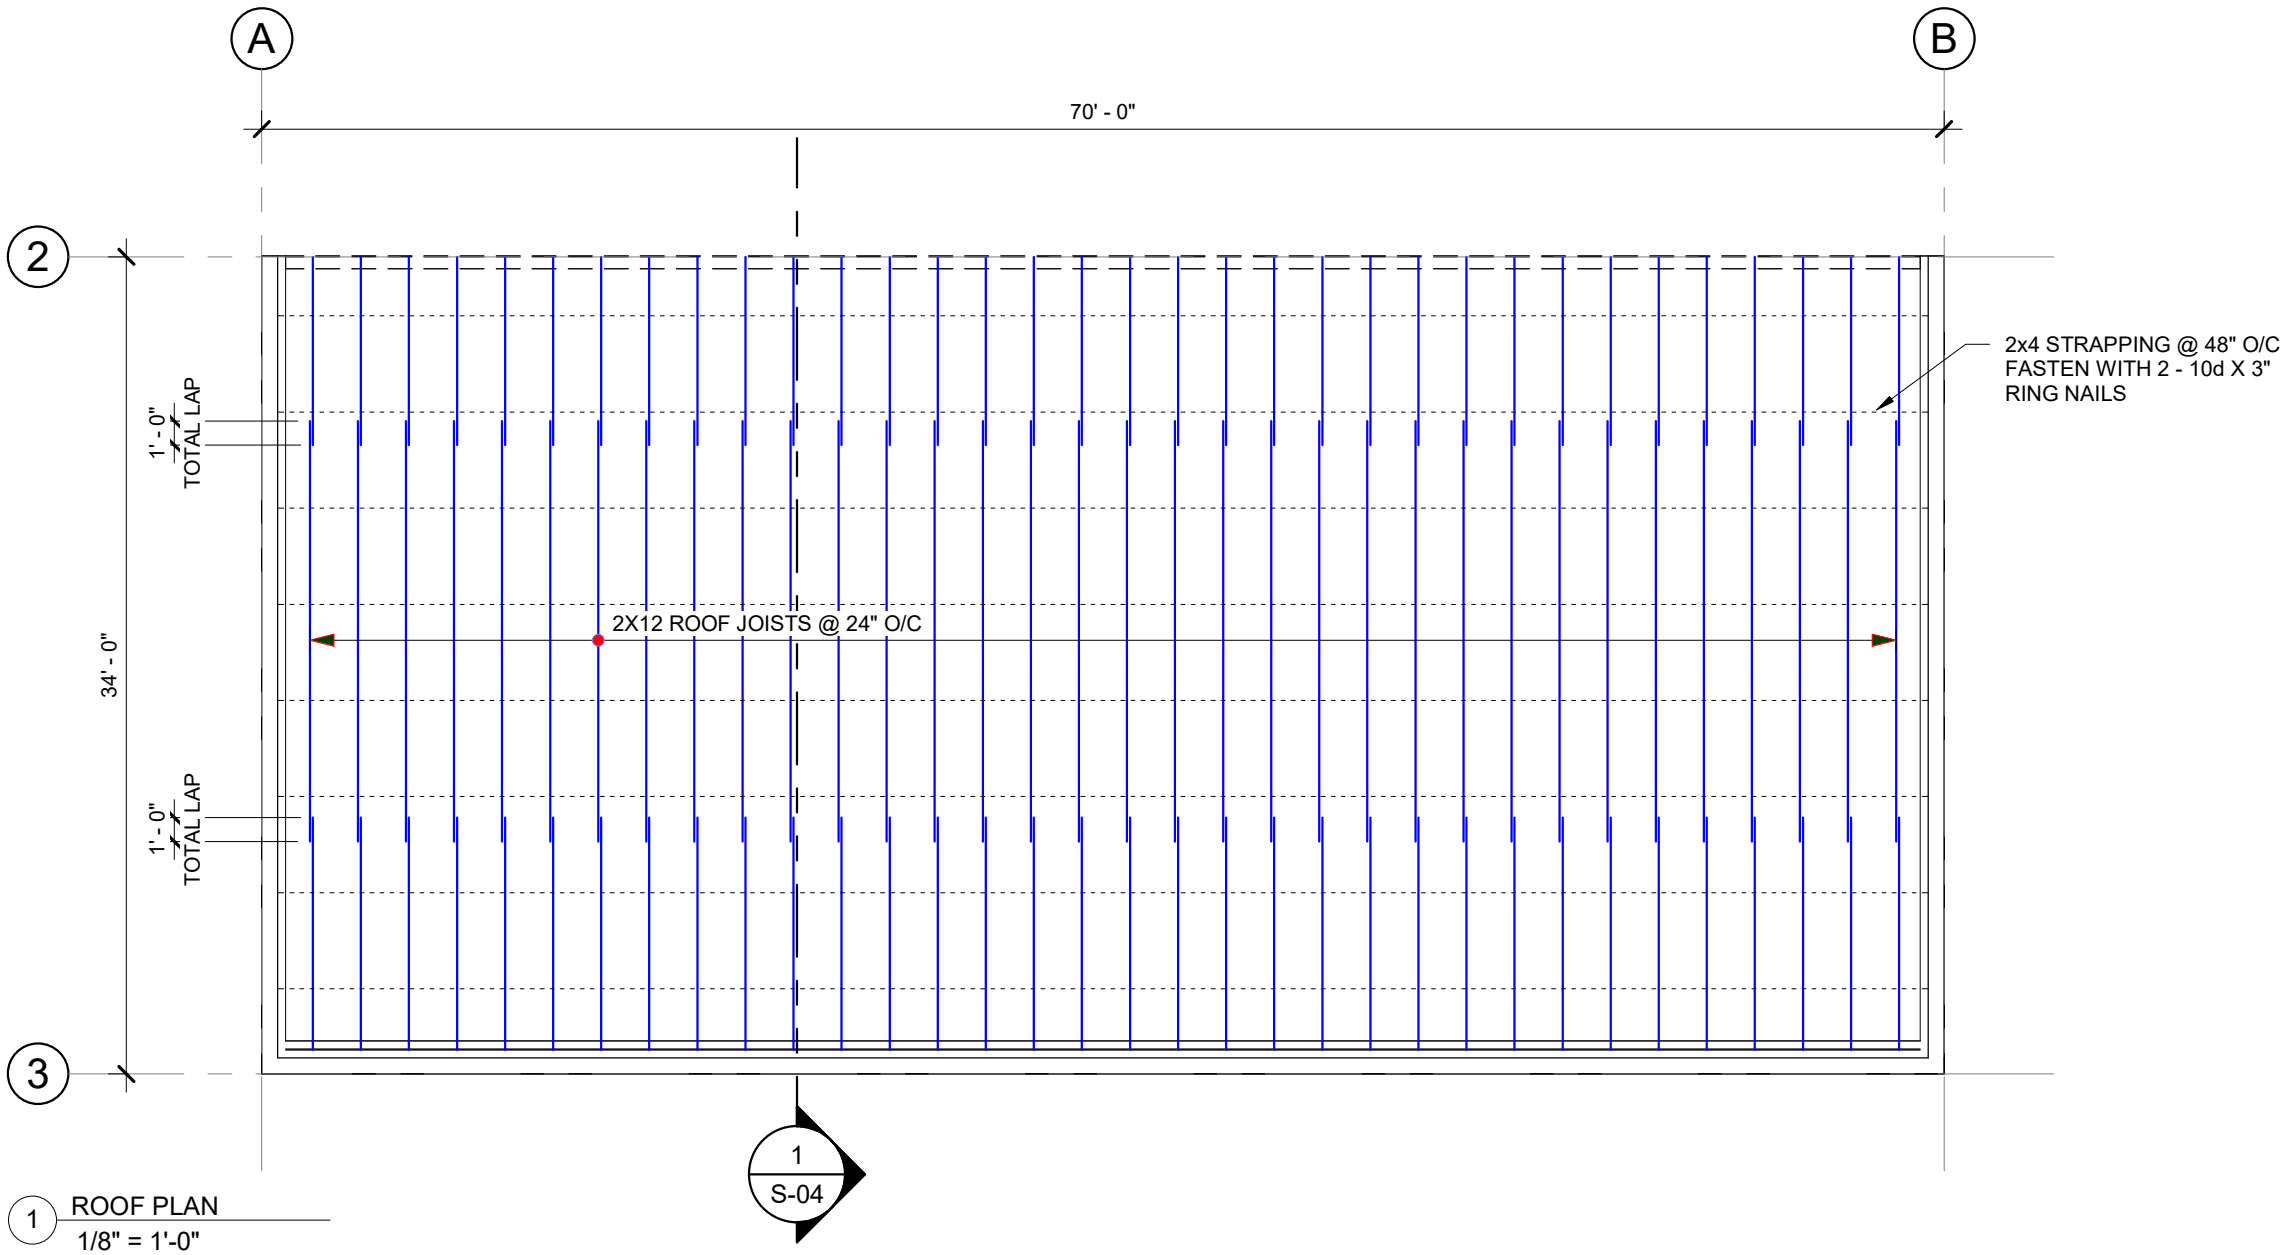 A
B
70' - 0"
2
2x4 STRAPPING @ 48" O/C
FASTEN WITH 2 - 10d X 3"
RING NAILS
1' - 0"
TOTAL LAP
2X12 ROOF JOISTS @ 24" O/C
34' - 0"
1' - 0"
TOTAL LAP
3
1
S-04
1
ROOF PLAN
1/8" = 1'-0"